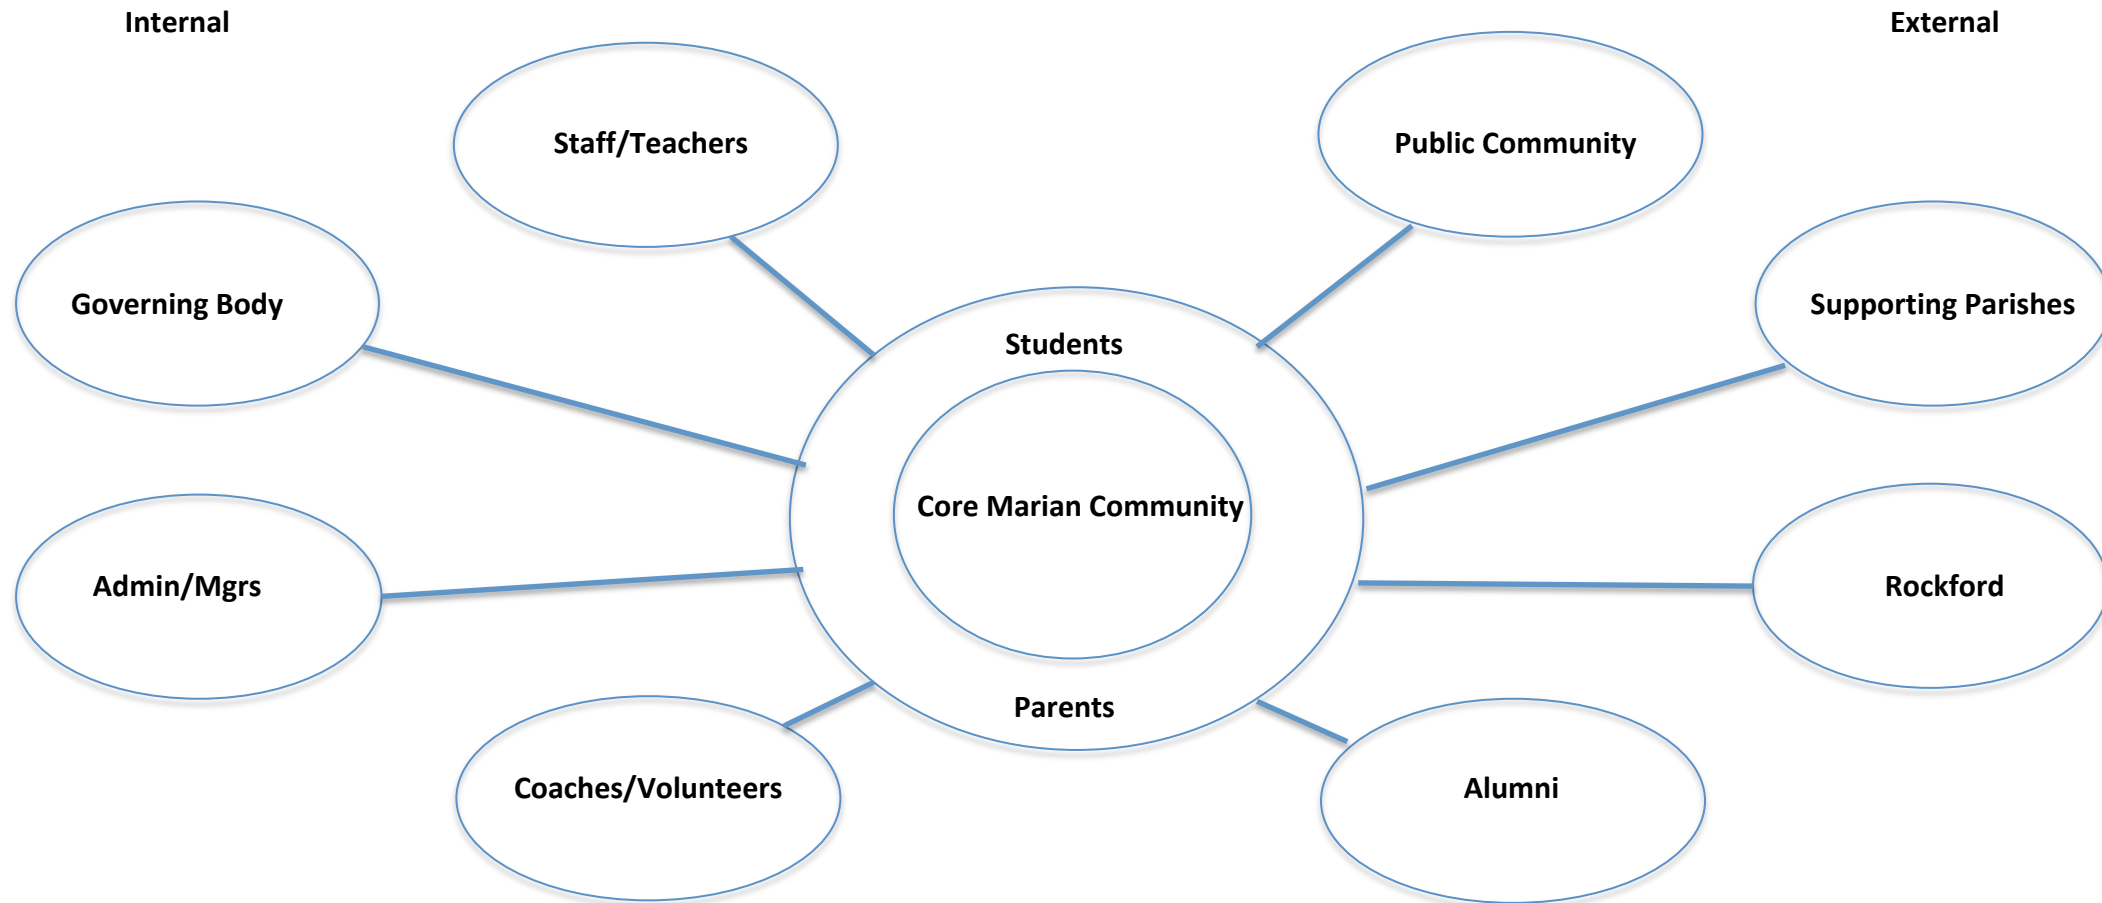 Internal
External
Staff/Teachers
Public Community
Governing Body
Supporting Parishes
Students
Core Marian Community
Admin/Mgrs
Rockford
Parents
Coaches/Volunteers
Alumni